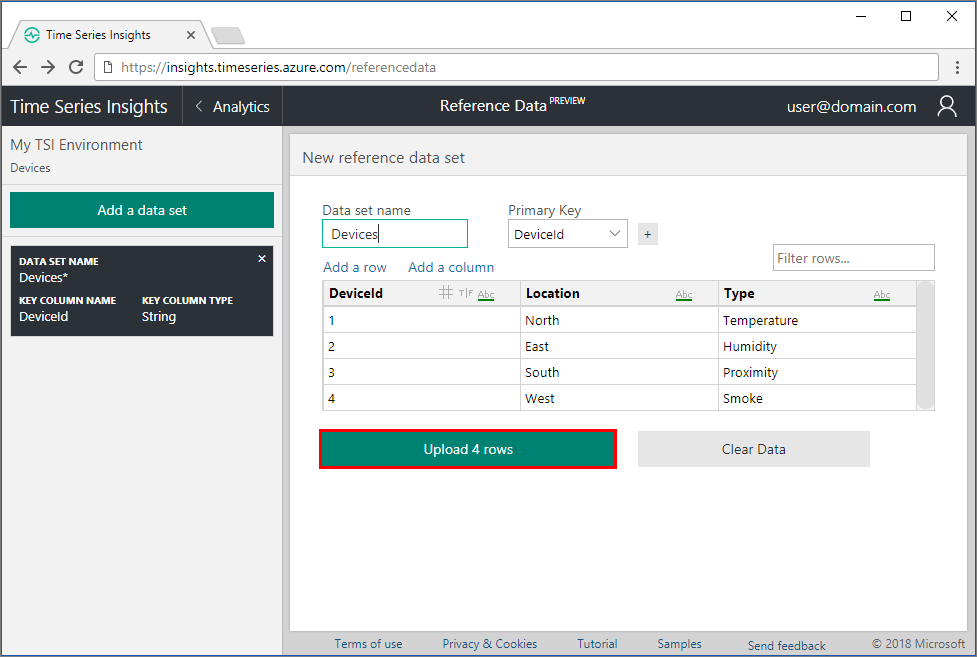 Time Series Insights
https://insights.timeseries.azure.com/referencedata
Time Series Insights Analytics Reference Data PREVIEW user@domain.com
My TSI Environment
Devices
Add a data set
DATA SET NAME
Devices*
KEY COLUMN NAME KEY COLUMN TYPE
DeviceId String
New reference data set
Data set name Primary Key
Devices DeviceId +
Filter rows...
Add a row Add a column
DeviceId T|F Abc Location Abc Type Abc
1 North Temperature
2 East Humidity
3 South Proximity
4 West Smoke
Upload 4 rows Clear Data
Terms of use Privacy & Cookies Tutorial Samples Send feedback © 2018 Microsoft